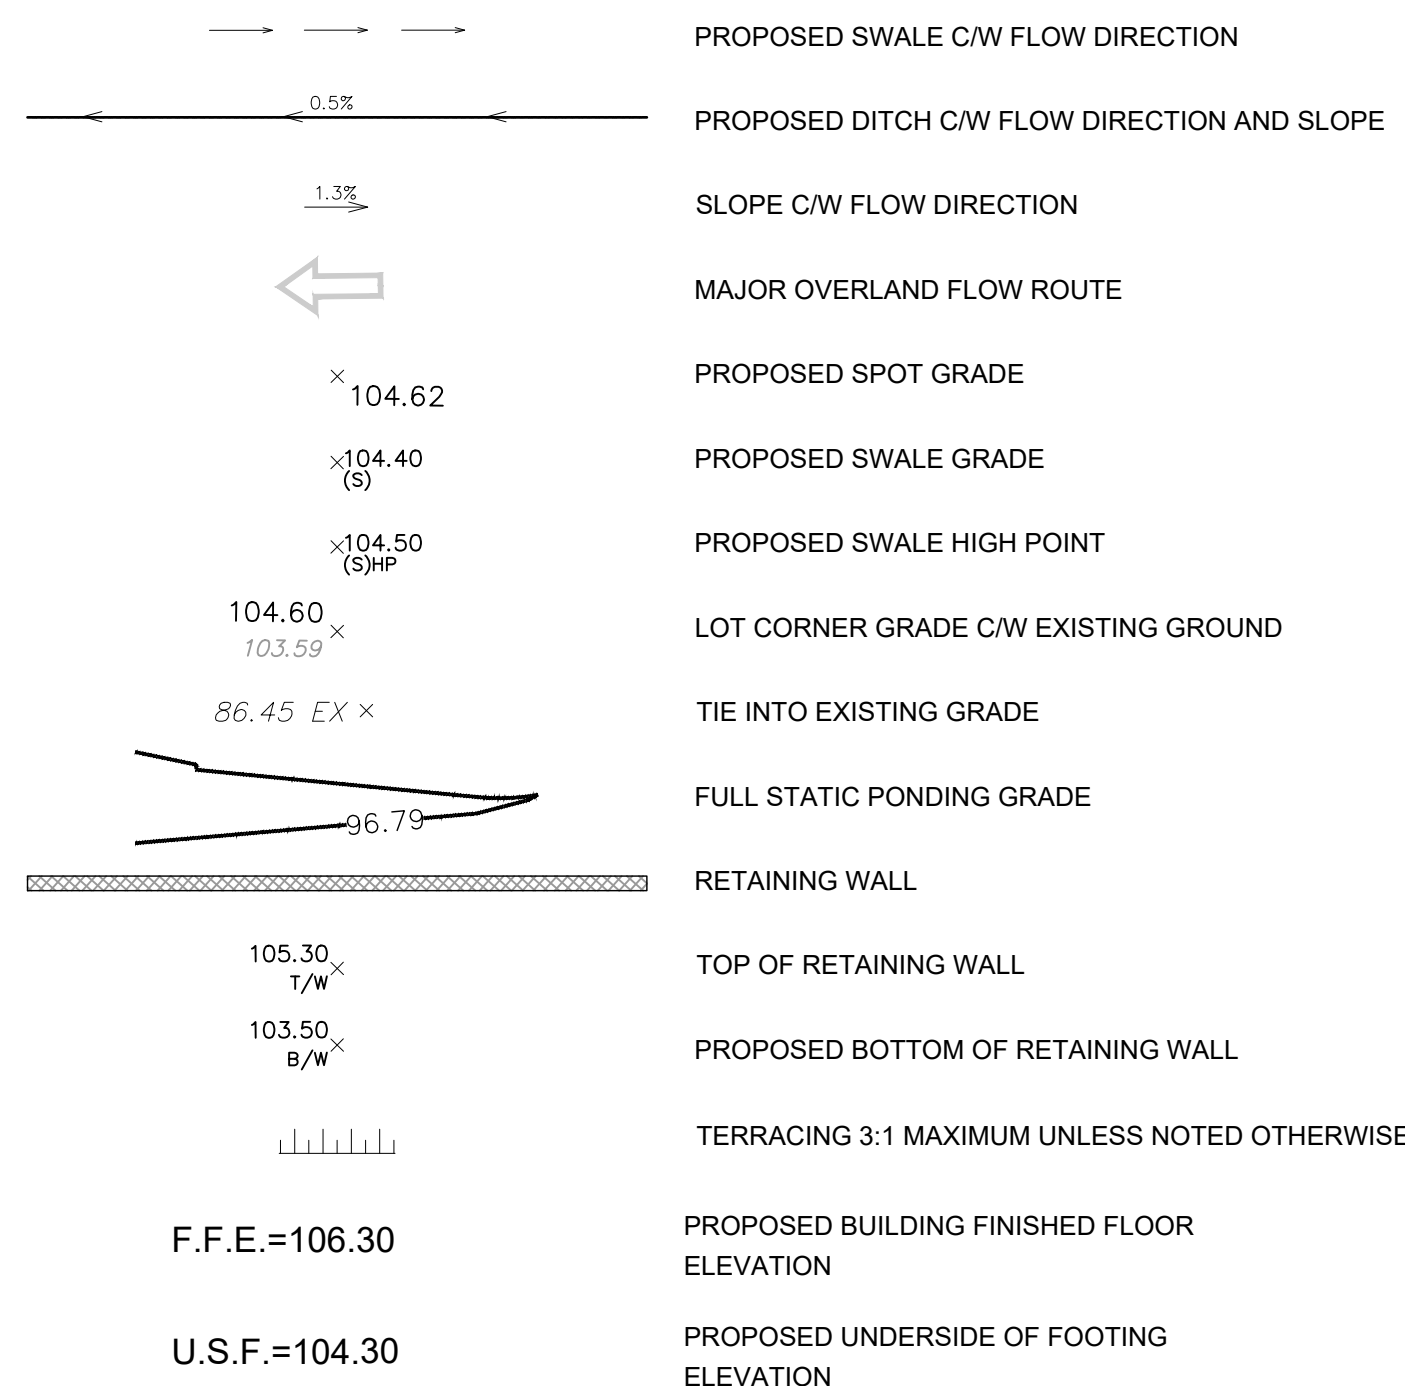 PROPOSED SWALE C/W FLOW DIRECTION
0.5%
PROPOSED DITCH C/W FLOW DIRECTION AND SLOPE
1.3%
SLOPE C/W FLOW DIRECTION
MAJOR OVERLAND FLOW ROUTE
104.62
PROPOSED SPOT GRADE
104.40
(S)
PROPOSED SWALE GRADE
104.50
(S)HP
PROPOSED SWALE HIGH POINT
104.60
103.59
LOT CORNER GRADE C/W EXISTING GROUND
86.45 EX
TIE INTO EXISTING GRADE
96.79
FULL STATIC PONDING GRADE
RETAINING WALL
105.30
T/W
TOP OF RETAINING WALL
103.50
B/W
PROPOSED BOTTOM OF RETAINING WALL
TERRACING 3:1 MAXIMUM UNLESS NOTED OTHERWISE
F.F.E.=106.30
PROPOSED BUILDING FINISHED FLOOR
ELEVATION
U.S.F.=104.30
PROPOSED UNDERSIDE OF FOOTING
ELEVATION